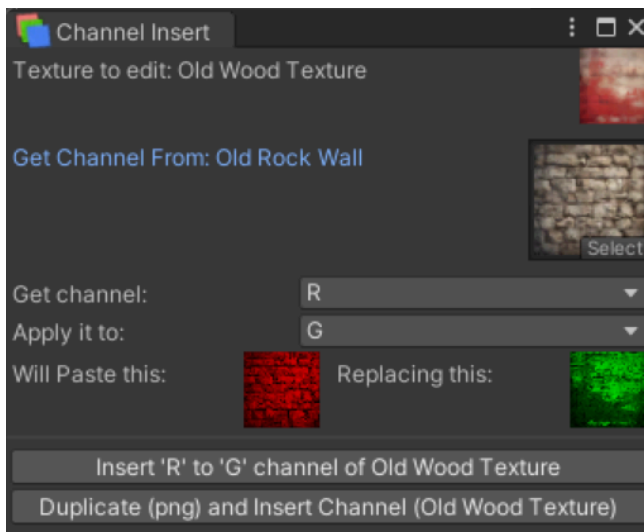 Channel Insert
Texture to edit: Old Wood Texture
Get Channel From: Old Rock Wall
Select
Get channel: R
Apply it to: G
Will Paste this: Replacing this:
Insert 'R' to 'G' channel of Old Wood Texture
Duplicate (png) and Insert Channel (Old Wood Texture)